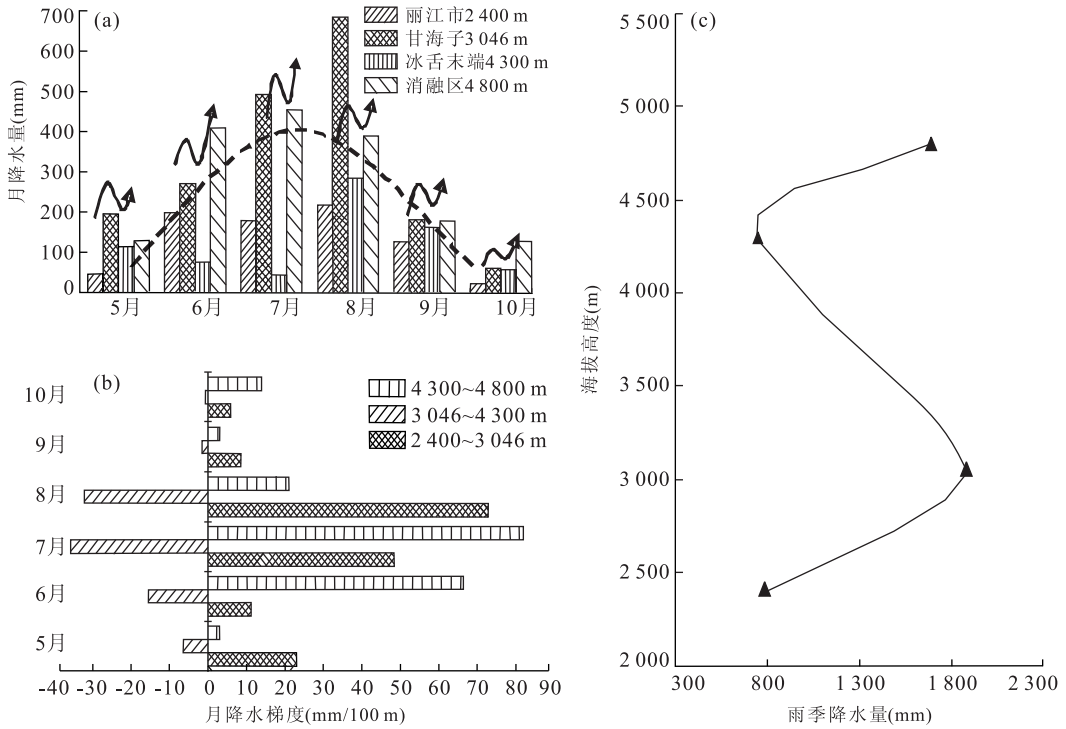 (a)
丽江市2 400 m
甘海子3 046 m
冰舌末端4 300 m
消融区4 800 m
月降水量(mm)
700
600
500
400
300
200
100
0
5月 6月 7月 8月 9月 10月
(b)
4 300~4 800 m
3 046~4 300 m
2 400~3 046 m
10月
9月
8月
7月
6月
5月
-40 -30 -20 -10 0 10 20 30 40 50 60 70 80 90
月降水梯度(mm/100 m)
(c)
海拔高度(m)
5 500
5 000
4 500
4 000
3 500
3 000
2 500
2 000
300 800 1 300 1 800 2 300
雨季降水量(mm)